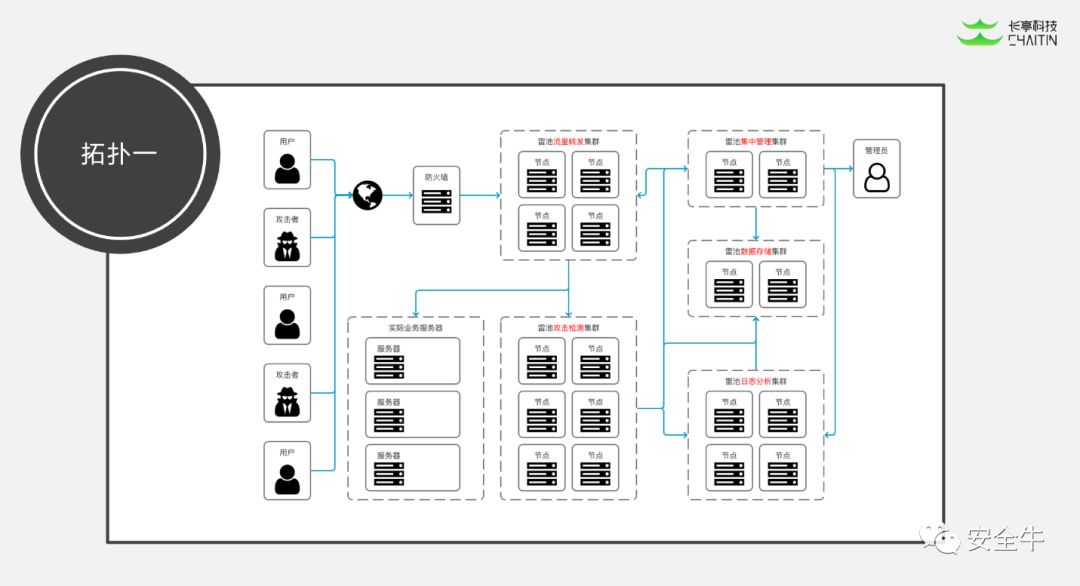 长亭科技
CHAITIN
拓扑一
用户
攻击者
用户
攻击者
用户
防火墙
雷池流量转发集群
节点 节点
节点 节点
雷池集中管理集群
节点 节点
管理员
雷池数据存储集群
节点 节点
实际业务服务器
服务器
服务器
服务器
雷池攻击检测集群
节点 节点
节点 节点
节点 节点
雷池日志分析集群
节点 节点
节点 节点
安全牛